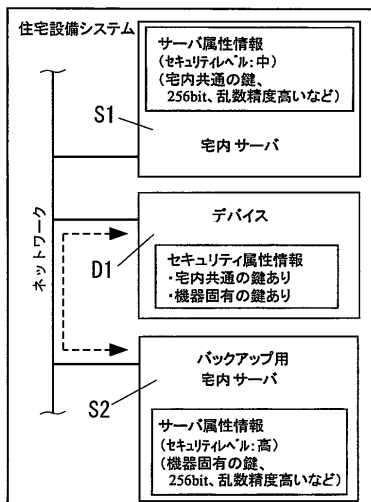 住宅設備システム
サーバ属性情報
(セキュリティレベル:中)
(宅内共通の鍵、
256bit、乱数精度高いなど)
S1
宅内サーバ
ネットワーク
デバイス
D1
セキュリティ属性情報
・宅内共通の鍵あり
・機器固有の鍵あり
バックアップ用
宅内サーバ
S2
サーバ属性情報
(セキュリティレベル:高)
(機器固有の鍵、
256bit、乱数精度高いなど)